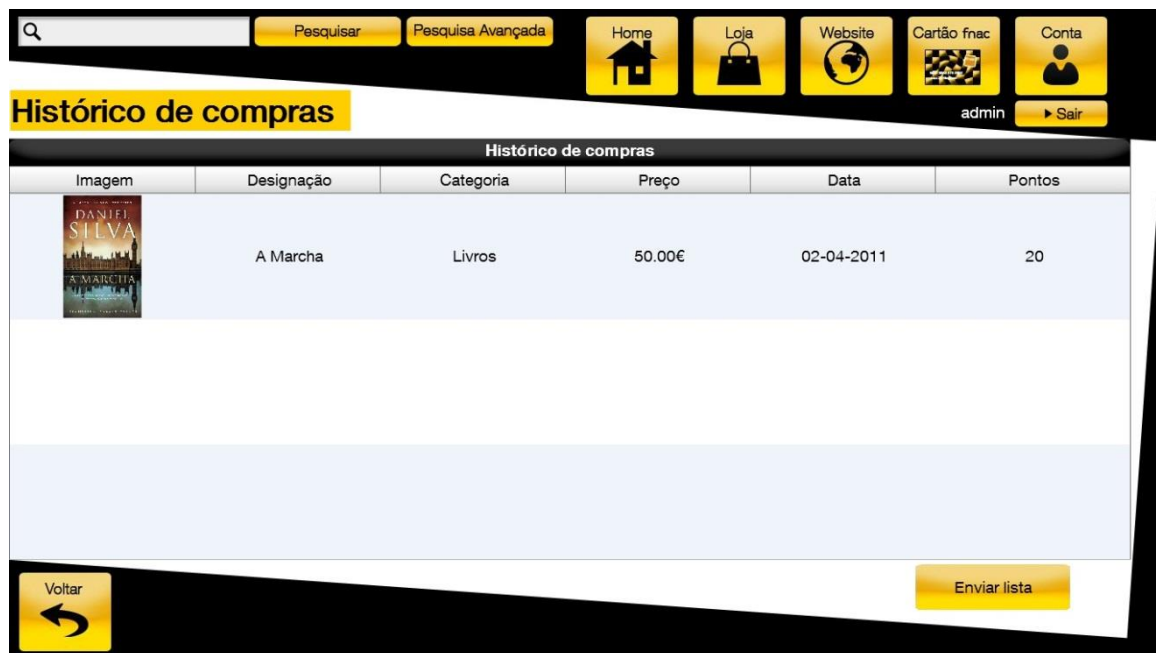 Pesquisar
Pesquisa Avançada
Home
Loja
Website
Cartão fnac
Conta
Histórico de compras
admin
Sair
Histórico de compras
Imagem Designação Categoria Preço Data Pontos
DANIEL
SILVA
A MARCHA
A Marcha Livros 50.00€ 02-04-2011 20
Voltar
Enviar lista